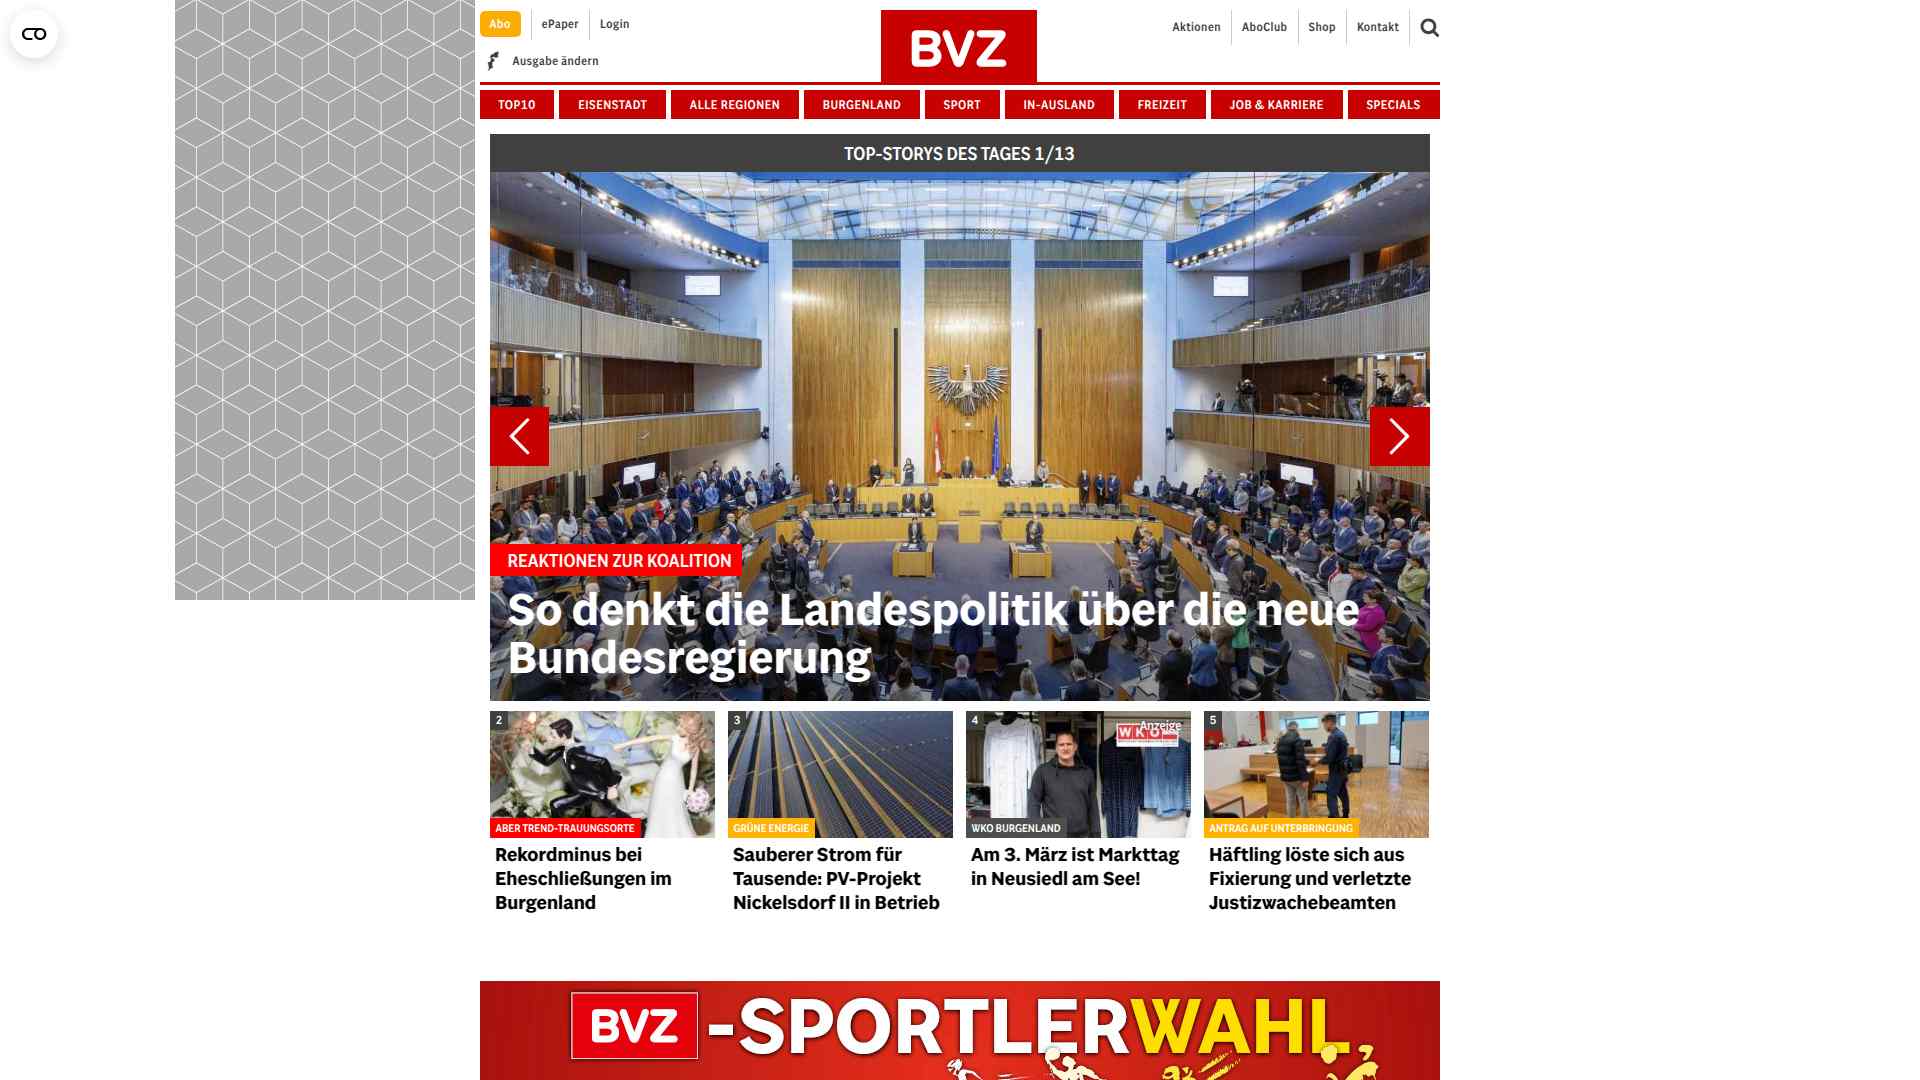 Abo
ePaper
Login
BVZ
Aktionen
AboClub
Shop
Kontakt
Ausgabe ändern
TOP10
EISENSTADT
ALLE REGIONEN
BURGENLAND
SPORT
IN-AUSLAND
FREIZEIT
JOB & KARRIERE
SPECIALS
TOP-STORYS DES TAGES 1/13
REAKTIONEN ZUR KOALITION
So denkt die Landespolitik über die neue
Bundesregierung
2
ABER TREND-TRAUUNGSORTE
Rekordminus bei
Eheschließungen im
Burgenland
3
GRÜNE ENERGIE
Sauberer Strom für
Tausende: PV-Projekt
Nickelsdorf II in Betrieb
4
Anzeige
WKO
WKO BURGENLAND
Am 3. März ist Markttag
in Neusiedl am See!
5
ANTRAG AUF UNTERBRINGUNG
Häftling löste sich aus
Fixierung und verletzte
Justizwachebeamten
BVZ -SPORTLERWAHL